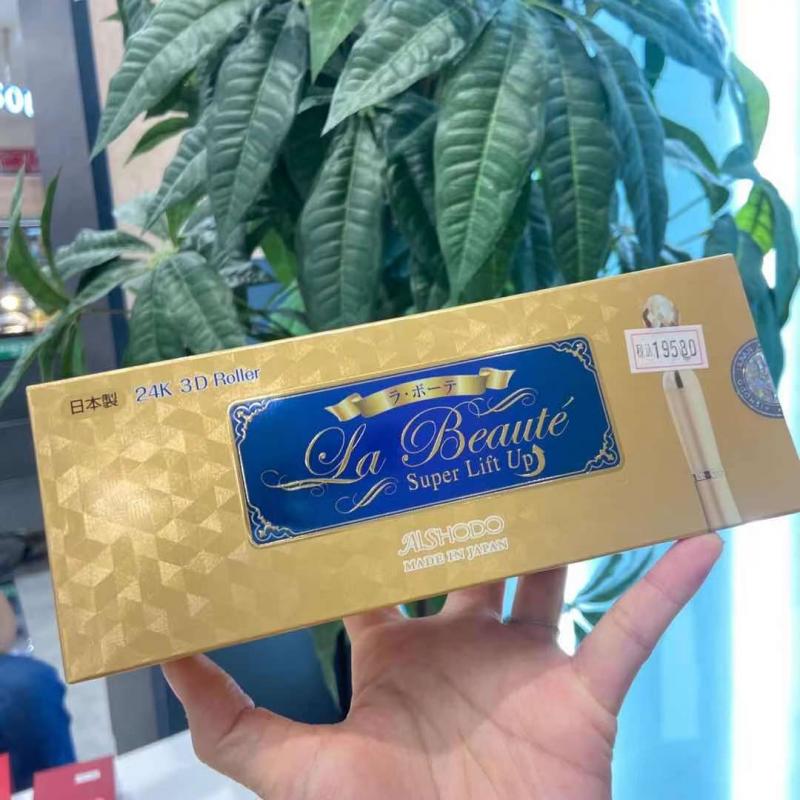 日本製 24K 3D Roller
ラ・ボーテ
La Beauté
Super Lift Up
AISHODO
MADE IN JAPAN
税込19580